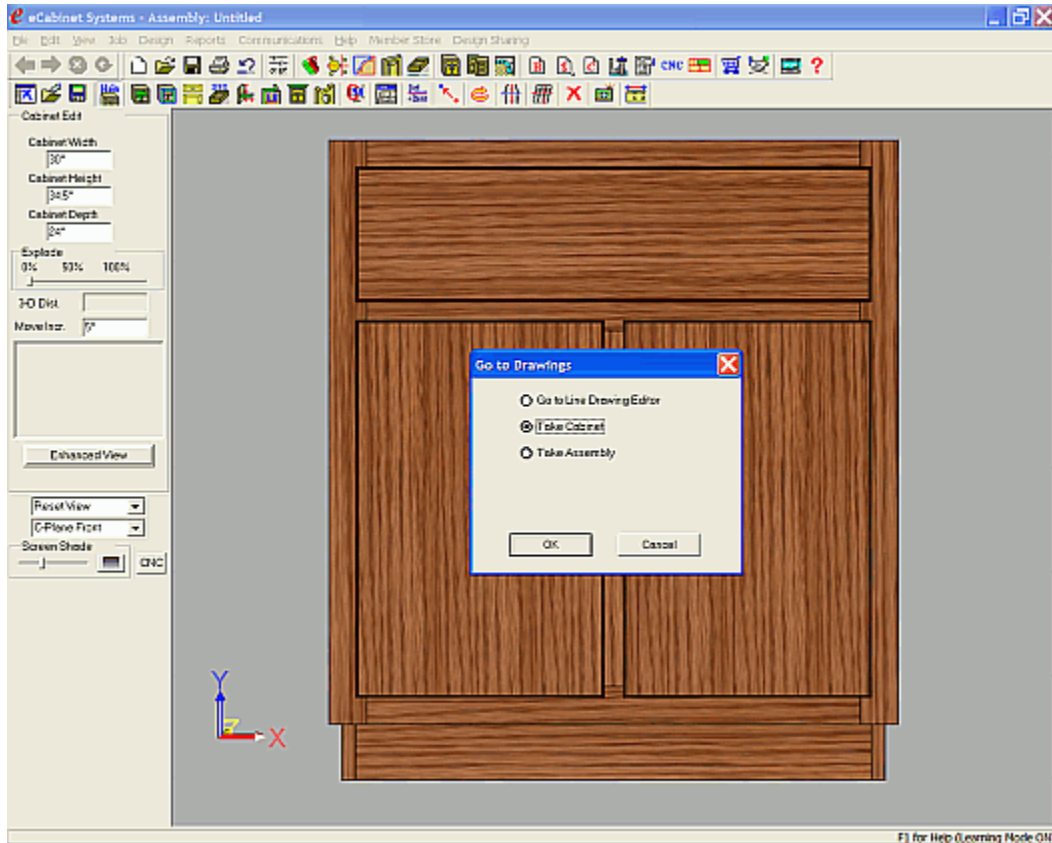 eCabinet Systems - Assembly: Untitled
File Edit View Job Design Reports Communications Help Member Store Design Sharing
CNC
Cabinet Edit
Cabinet Width
30"
Cabinet Height
34.5"
Cabinet Depth
24"
Explode
0% 50% 100%
3-D Dist.
Move Incr. 5"
Enhanced View
Reset View
C-Plane Front
Screen Shade
CNC
Go to Drawings
Go to Line Drawing Editor
Take Cabinet
Take Assembly
OK
Cancel
Y
Z
X
F1 for Help (Learning Mode ON